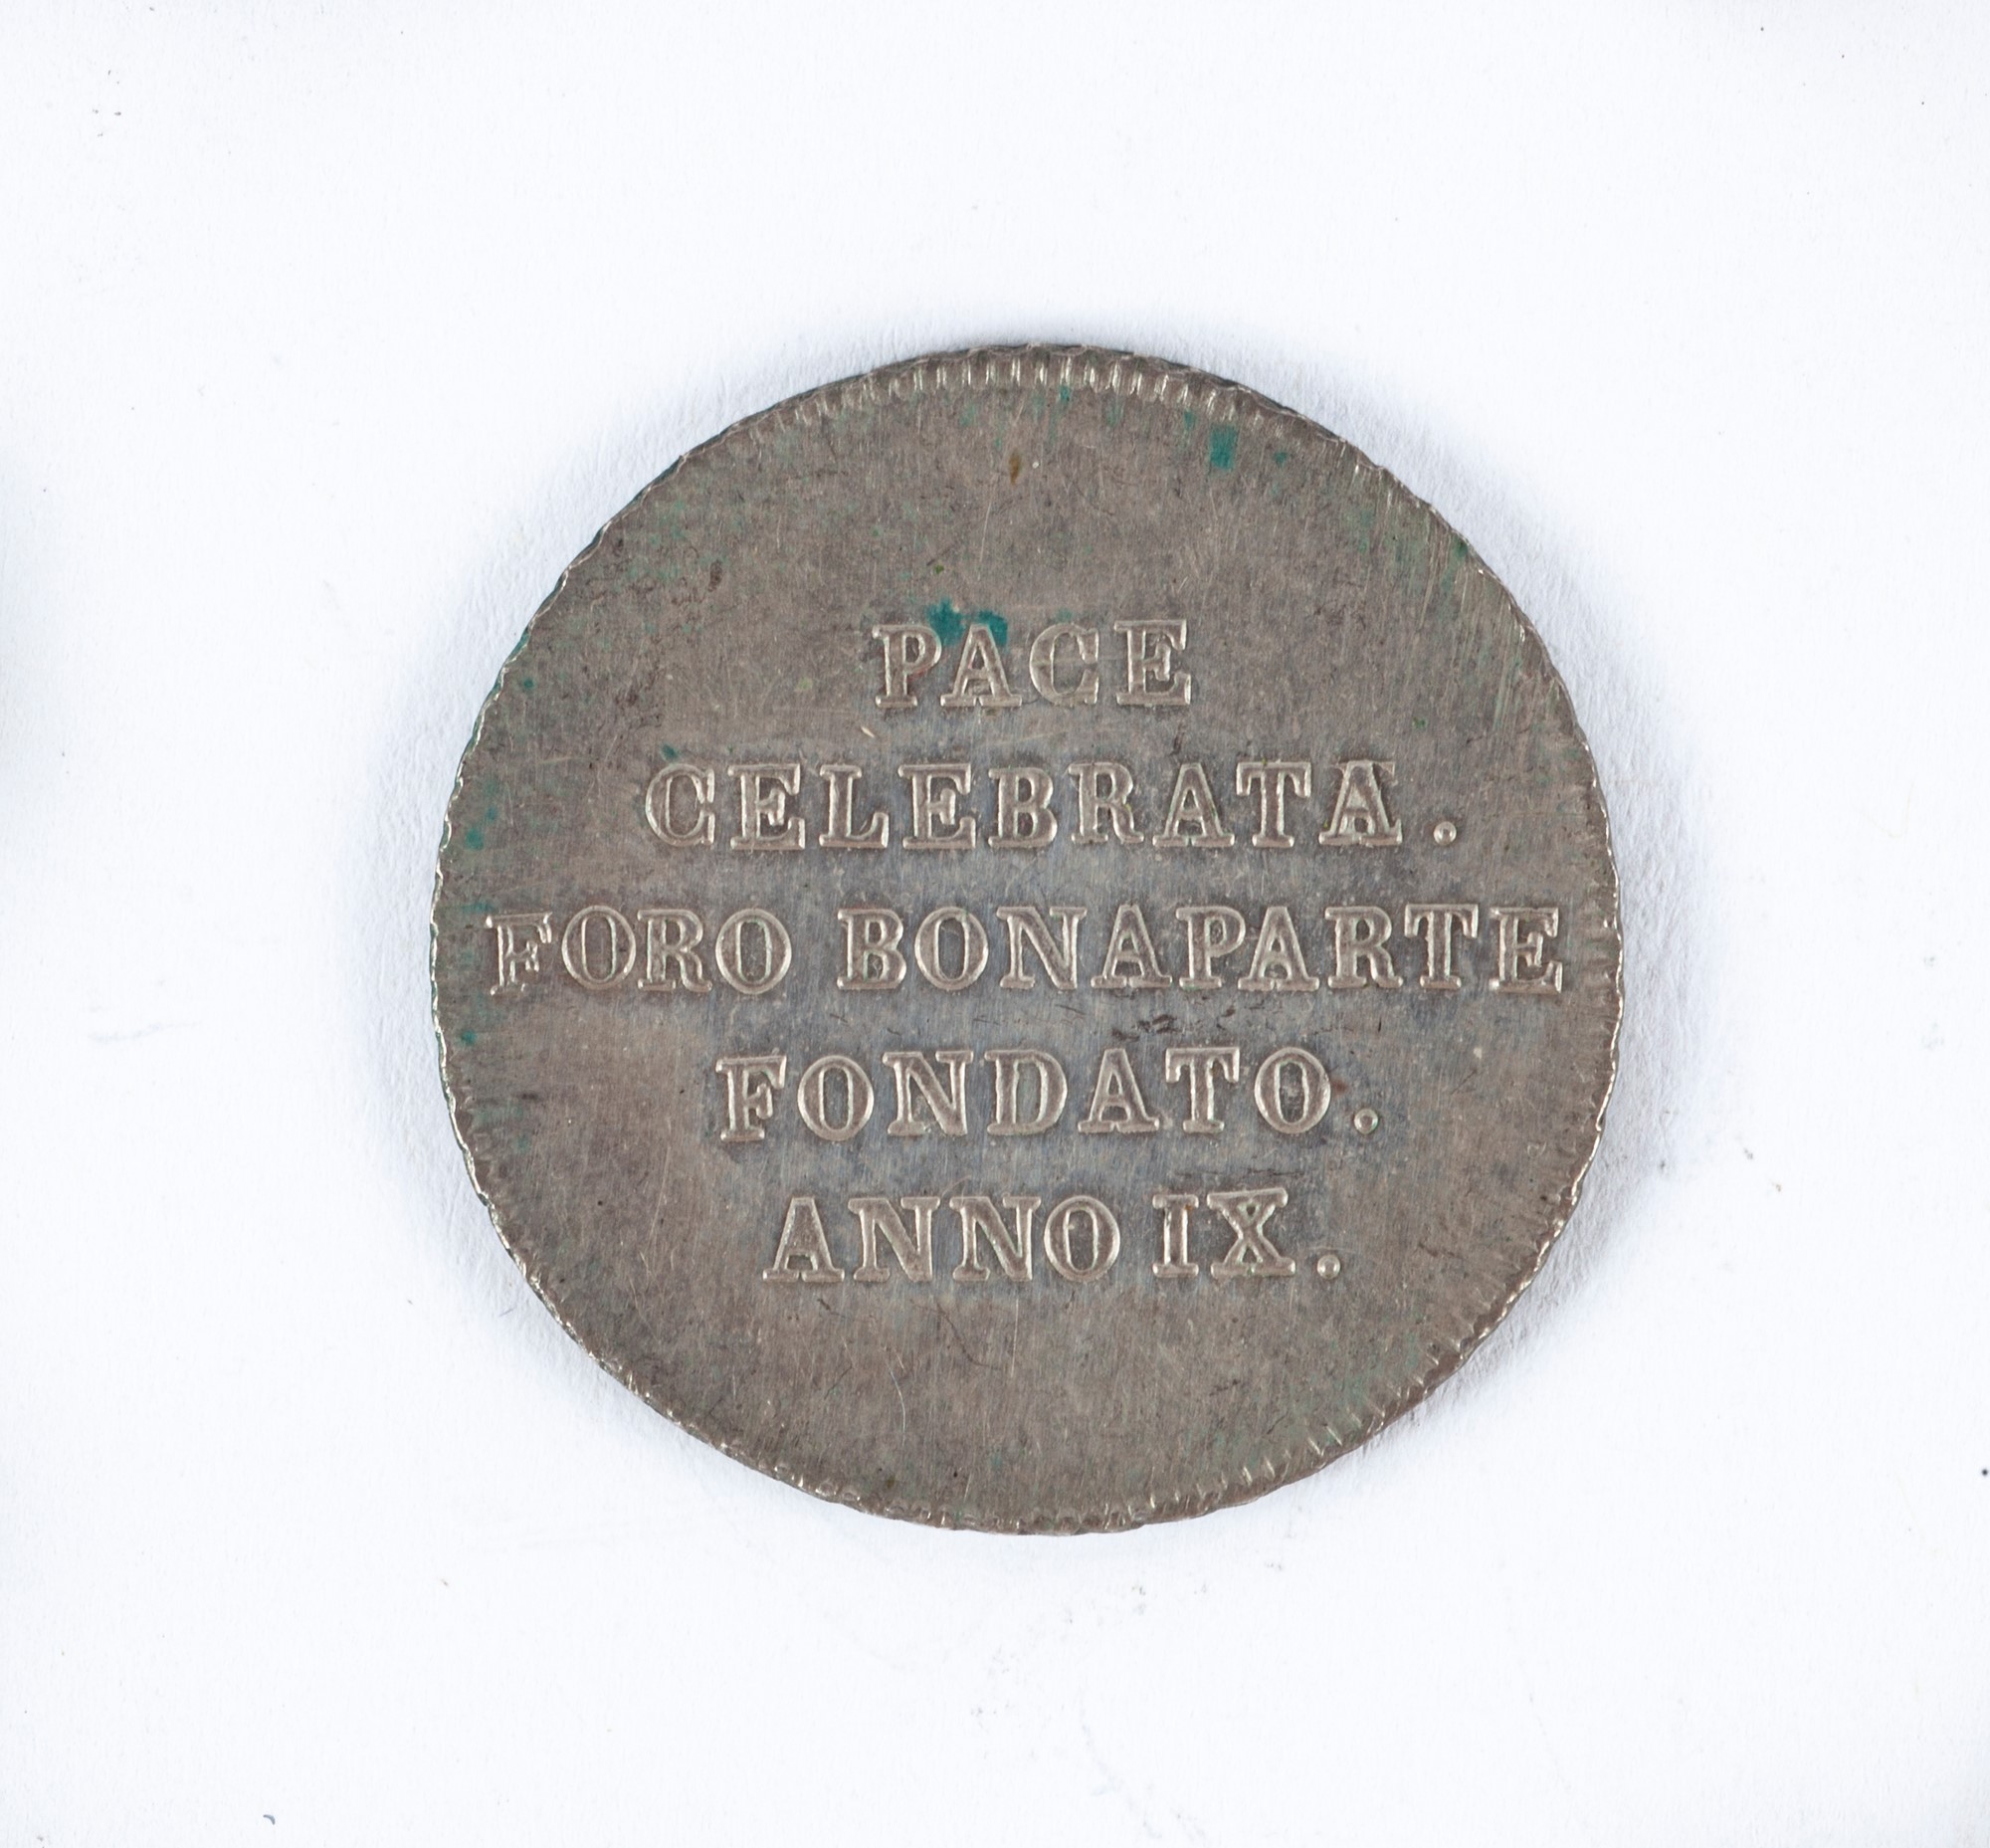 PACE
CELEBRATA.
FORO BONAPARTE
FONDATO.
ANNO IX.